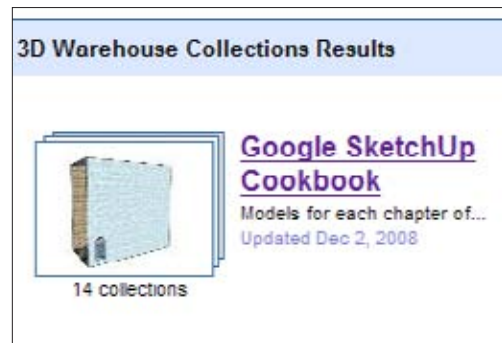 3D Warehouse Collections Results
Google SketchUp
Cookbook
Models for each chapter of...
Updated Dec 2, 2008
14 collections